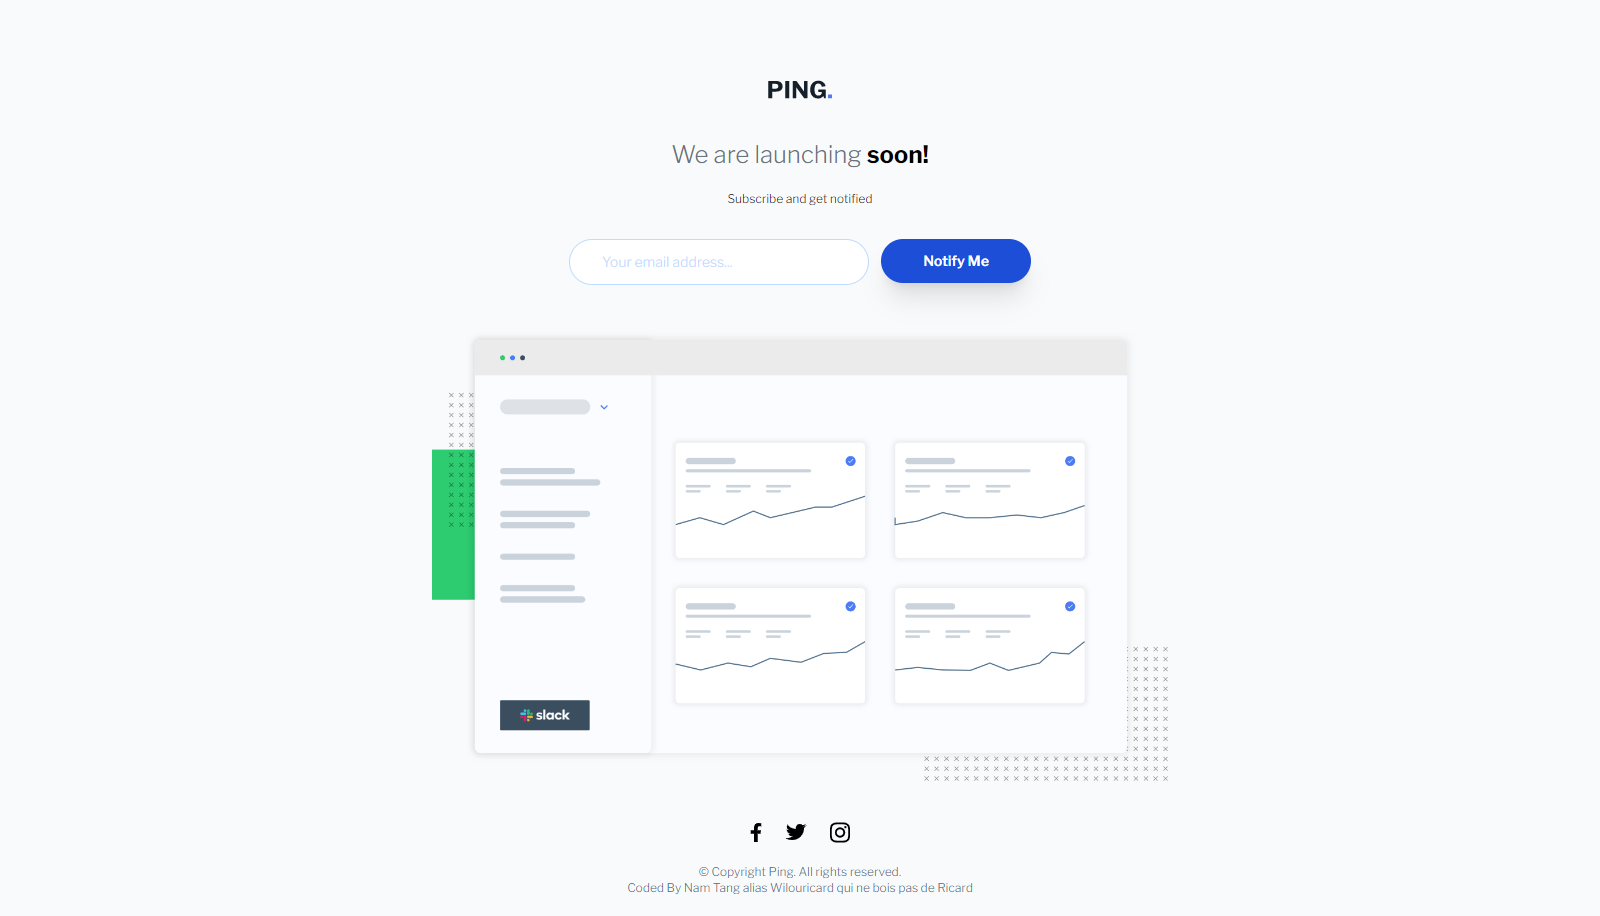 PING.
We are launching soon!
Subscribe and get notified
Your email address...
Notify Me
slack
© Copyright Ping. All rights reserved.
Coded By Nam Tang alias Wilouricard qui ne bois pas de Ricard